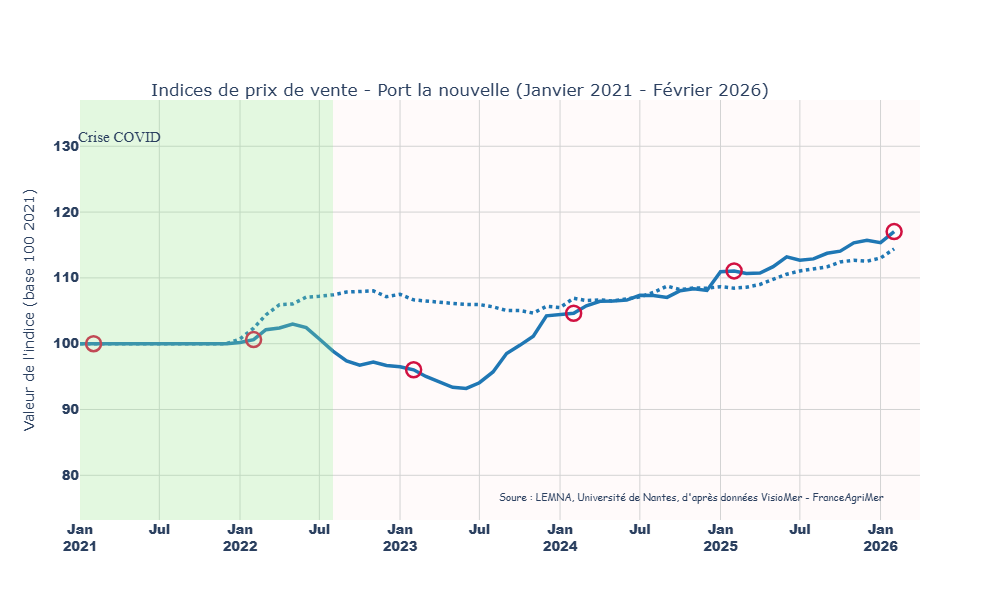 Indices de prix de vente - Port la nouvelle (Janvier 2021 - Février 2026)
Crise COVID
Valeur de l'indice (base 100 2021)
130
120
110
100
90
80
Soure : LEMNA, Université de Nantes, d'après données VisioMer - FranceAgriMer
Jan Jul Jan Jul Jan Jul Jan Jul Jan Jul Jan
2021 2022 2023 2024 2025 2026